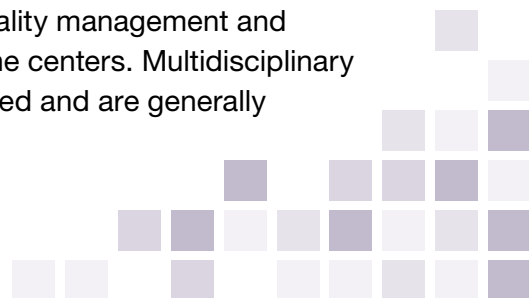 ality management and
ne centers. Multidisciplinary
ed and are generally